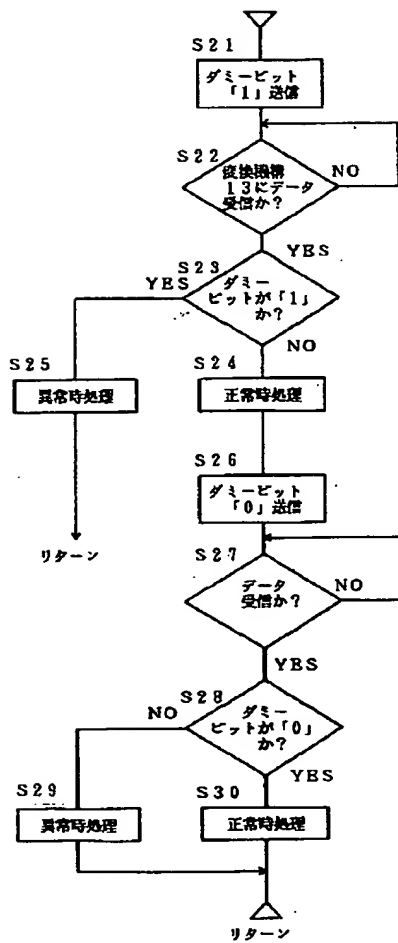 S21
ダミービット
「1」送信
S22
変換機構
13にデータ
受信か?
NO
YES
S23
ダミー
ビットが「1」
か?
YES
NO
S25
異常時処理
S24
正常時処理
リターン
S26
ダミービット
「0」送信
S27
データ
受信か?
NO
YES
S28
ダミー
ビットが「0」
か?
NO
YES
S29
異常時処理
S30
正常時処理
リターン